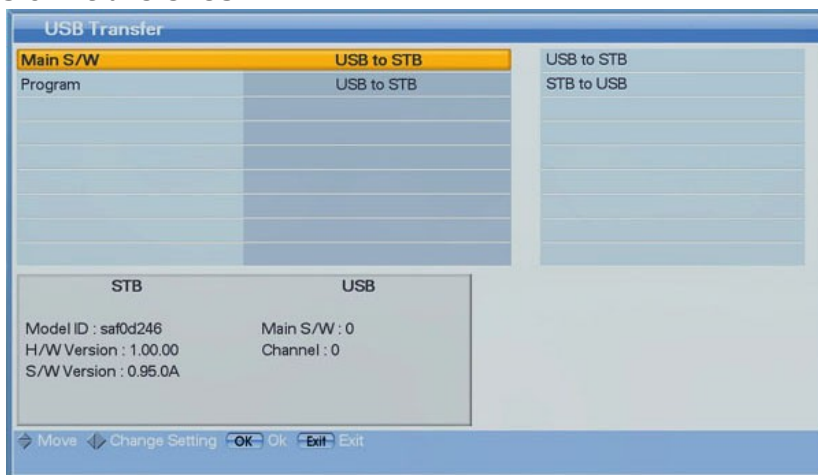 USB Transfer
Main S/W USB to STB
Program USB to STB
USB to STB
STB to USB
STB USB
Model ID : saf0d246 Main S/W : 0
H/W Version : 1.00.00 Channel : 0
S/W Version : 0.95.0A
Move Change Setting OK Ok Exit Exit